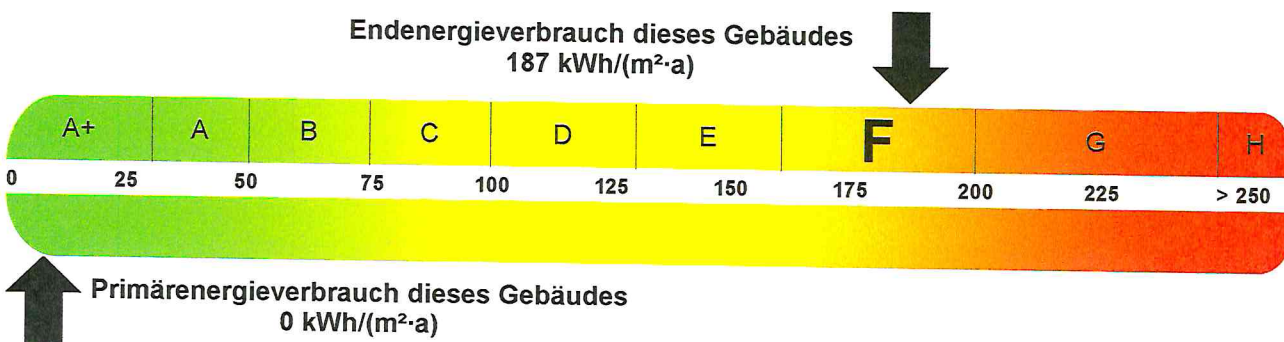 Endenergieverbrauch dieses Gebäudes
187 kWh/(m²·a)
A+ A B C D E F G H
0 25 50 75 100 125 150 175 200 225 > 250
Primärenergieverbrauch dieses Gebäudes
0 kWh/(m²·a)